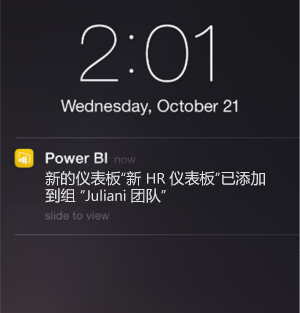 2:01
Wednesday, October 21
Power BI now
新的仪表板“新 HR 仪表板”已添加
到组 “Juliani 团队”
slide to view